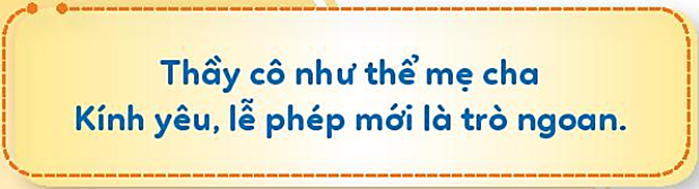 Thầy cô như thể mẹ cha
Kính yêu, lễ phép mới là trò ngoan.